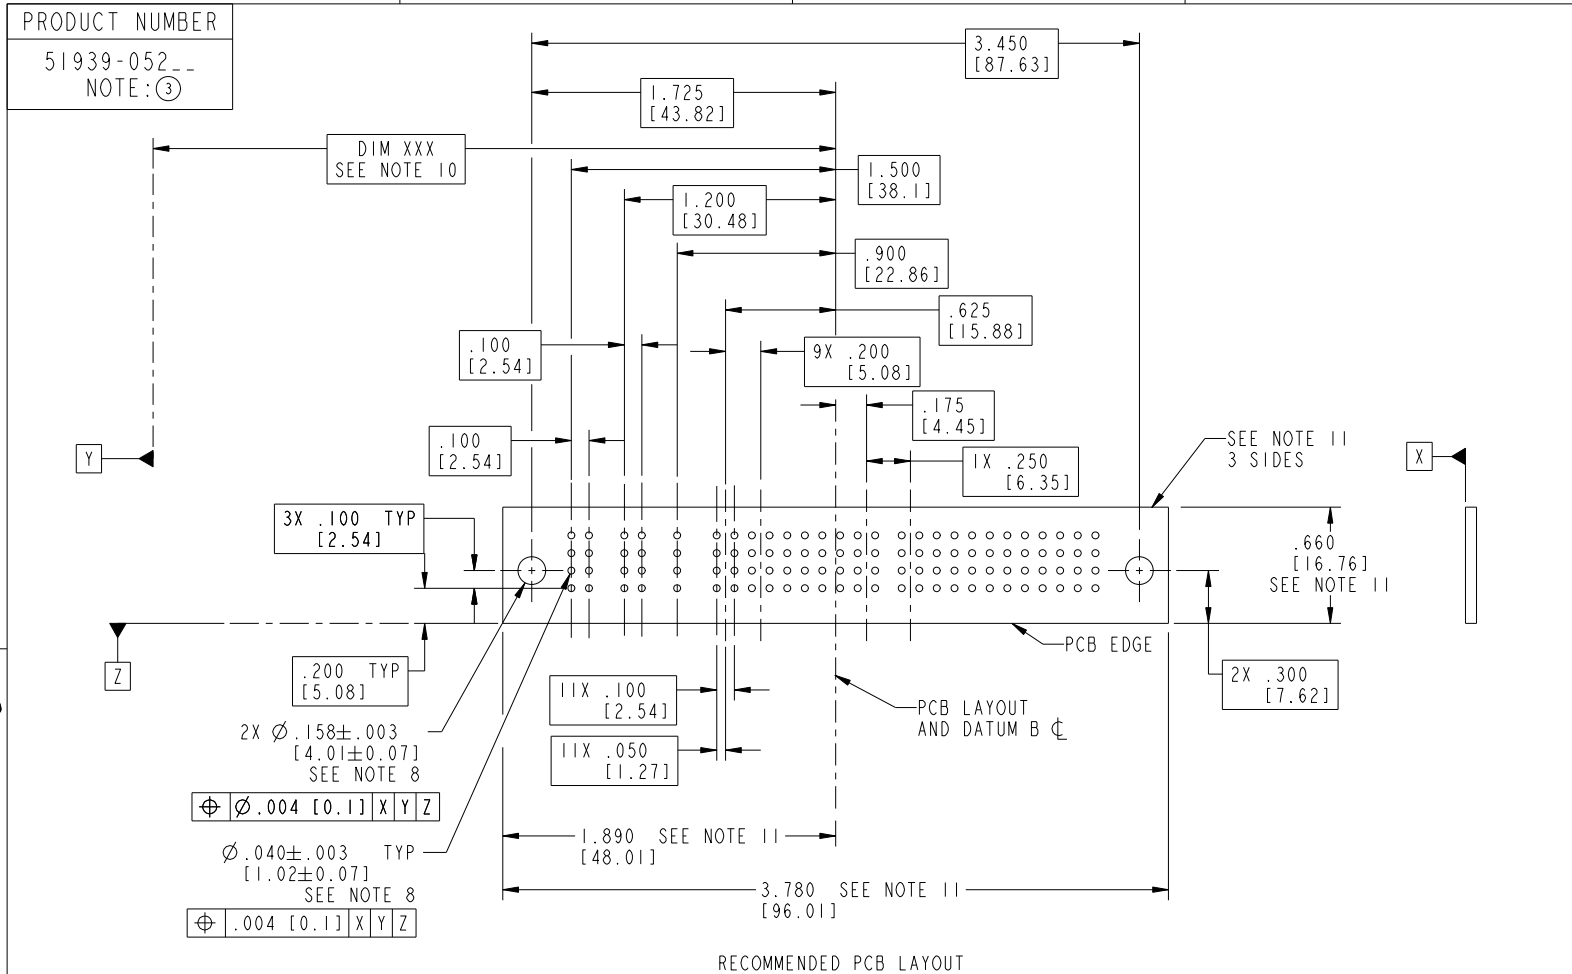 PRODUCT NUMBER
51939-052__
NOTE: 3
3.450
[87.63]
1.725
[43.82]
DIM XXX
SEE NOTE 10
1.500
[38.1]
1.200
[30.48]
.900
[22.86]
.625
[15.88]
.100
[2.54]
9X .200
[5.08]
.175
[4.45]
.100
[2.54]
1X .250
[6.35]
SEE NOTE 11
3 SIDES
Y
X
3X .100 TYP
[2.54]
.660
[16.76]
SEE NOTE 11
PCB EDGE
Z
.200 TYP
[5.08]
11X .100
[2.54]
2X .300
[7.62]
PCB LAYOUT
AND DATUM B ℄
2X Ø.158±.003
[4.01±0.07]
SEE NOTE 8
11X .050
[1.27]
⌖ Ø.004 [0.1] X Y Z
1.890 SEE NOTE 11
[48.01]
Ø.040±.003 TYP
[1.02±0.07]
SEE NOTE 8
⌖ .004 [0.1] X Y Z
3.780 SEE NOTE 11
[96.01]
RECOMMENDED PCB LAYOUT